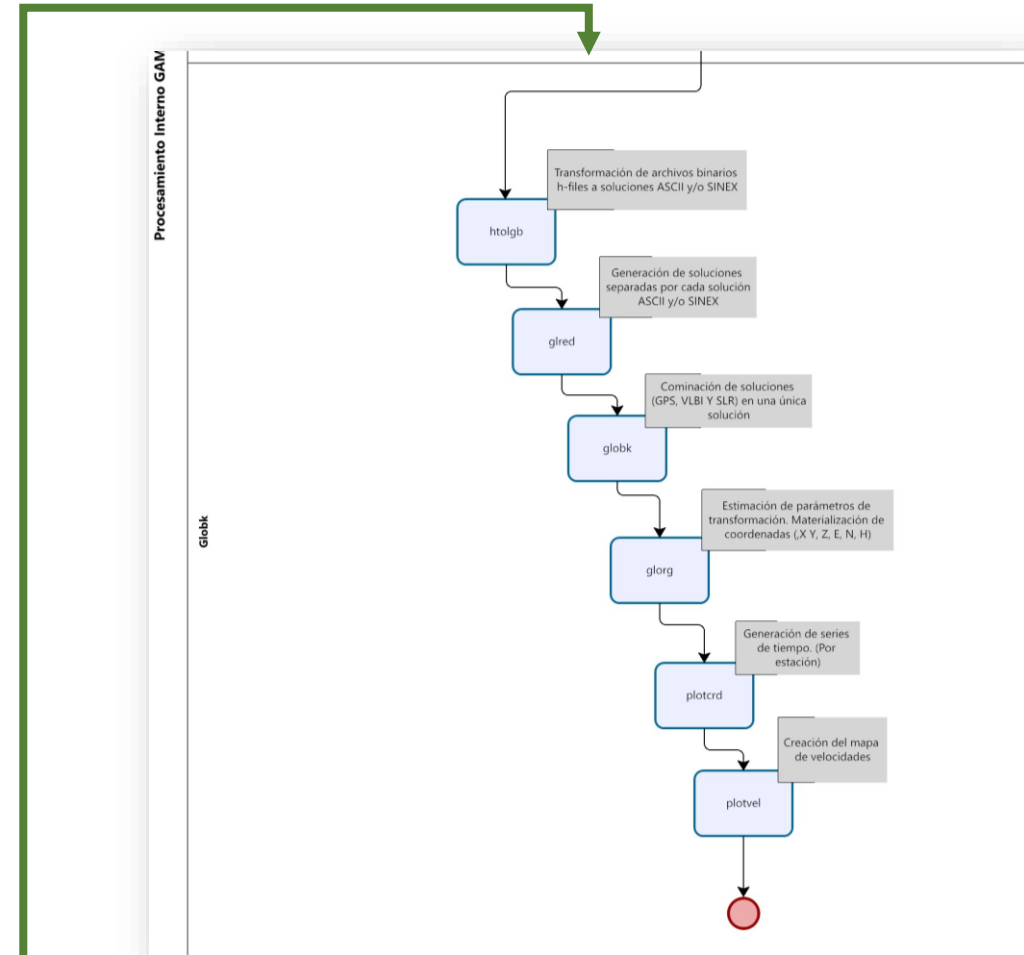 Procesamiento Interno GAM
Globk
Transformación de archivos binarios
h-files a soluciones ASCII y/o SINEX
htolgb
Generación de soluciones
separadas por cada solución
ASCII y/o SINEX
glred
Cominación de soluciones
(GPS, VLBI Y SLR) en una única
solución
globk
Estimación de parámetros de
transformación. Materialización de
coordenadas (,X Y, Z, E, N, H)
glorg
Generación de series
de tiempo. (Por
estación)
plotcrd
Creación del mapa
de velocidades
plotvel